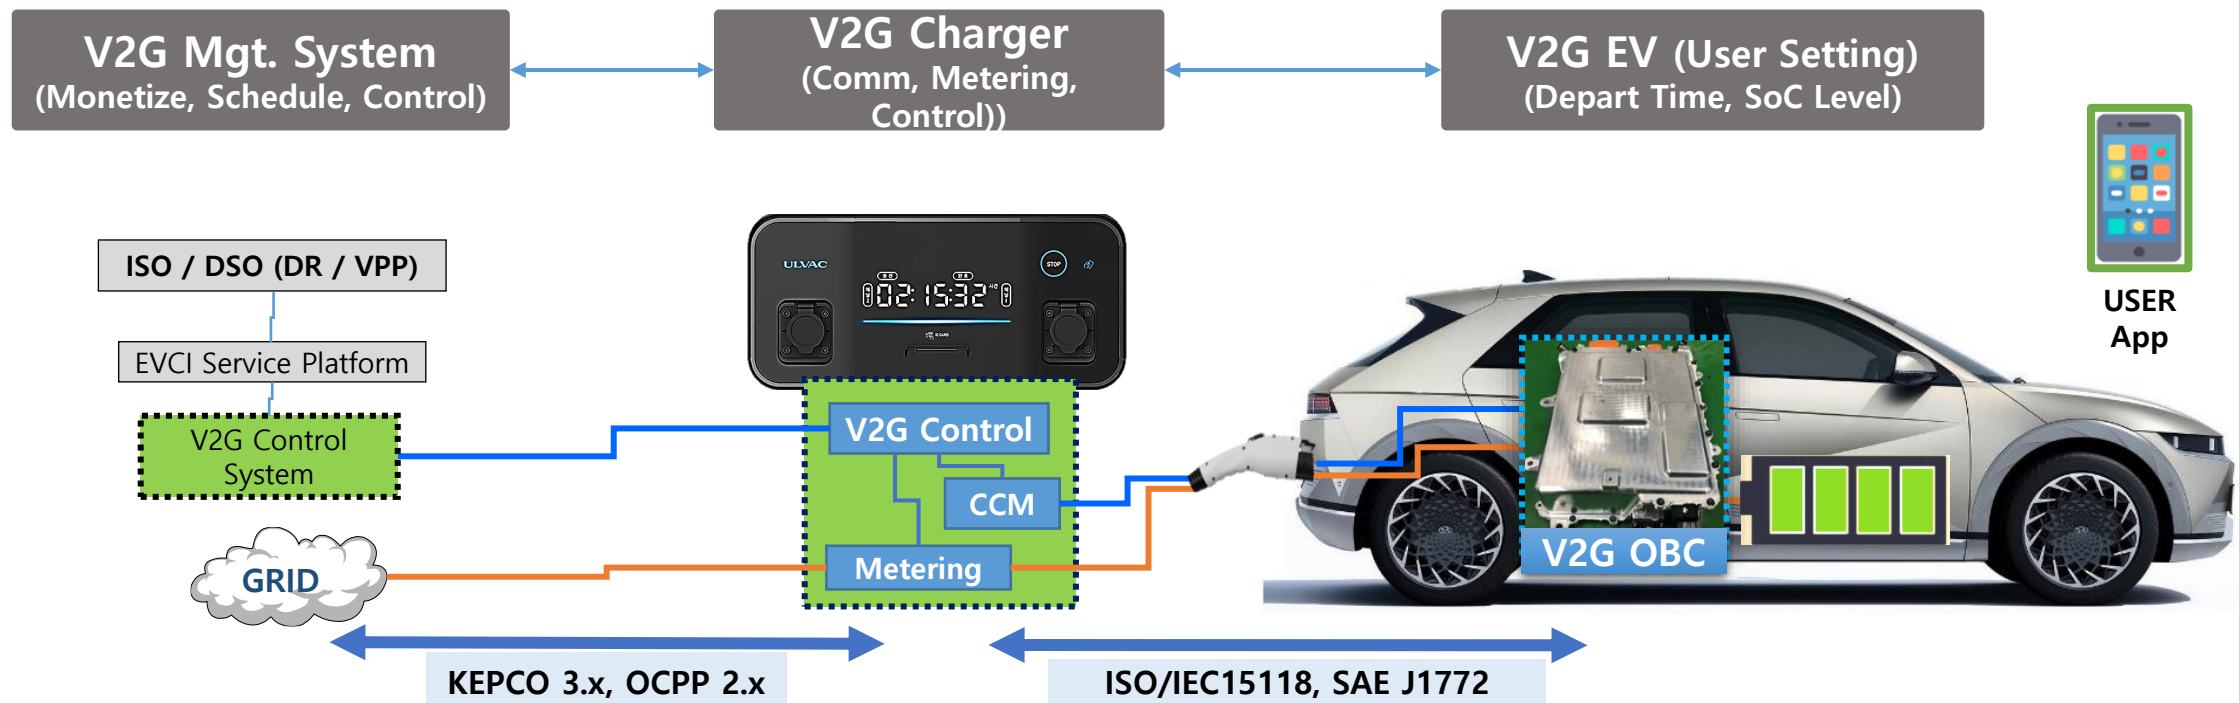 V2G Mgt. System
(Monetize, Schedule, Control)
V2G Charger
(Comm, Metering,
Control))
V2G EV (User Setting)
(Depart Time, SoC Level)
USER
App
ISO / DSO (DR / VPP)
EVCI Service Platform
V2G Control
System
GRID
ULVAC
STOP
02:15:32
IC CARD
V2G Control
CCM
Metering
V2G OBC
KEPCO 3.x, OCPP 2.x
ISO/IEC15118, SAE J1772